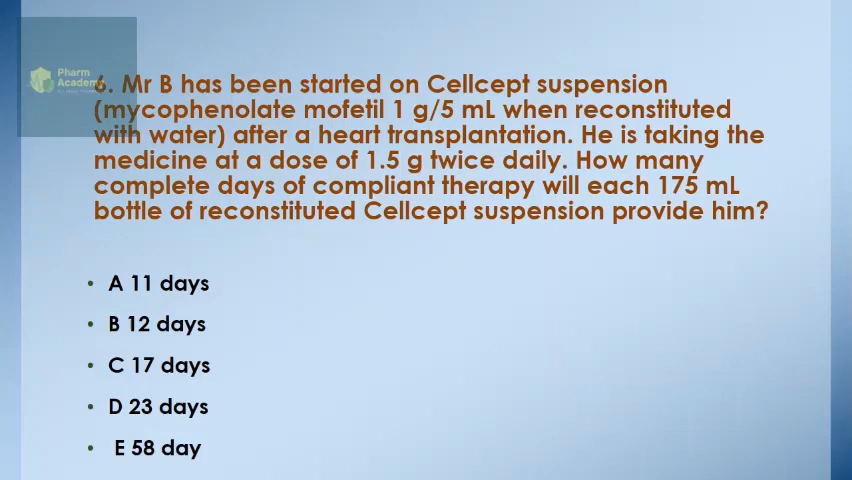 Pharm
Academy
6. Mr B has been started on Cellcept suspension
(mycophenolate mofetil 1 g/5 mL when reconstituted
with water) after a heart transplantation. He is taking the
medicine at a dose of 1.5 g twice daily. How many
complete days of compliant therapy will each 175 mL
bottle of reconstituted Cellcept suspension provide him?
• A 11 days
• B 12 days
• C 17 days
• D 23 days
• E 58 day